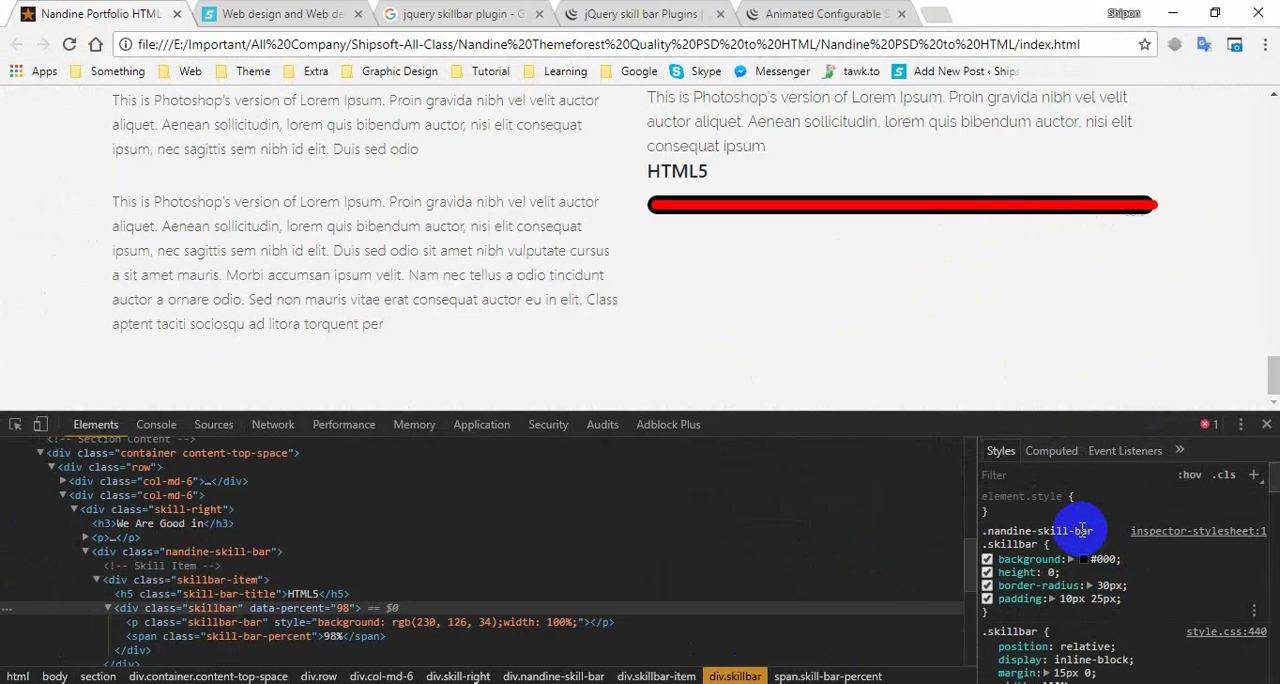 Nandine Portfolio HTML
Web design and Web de
jquery skillbar plugin - G
jQuery skill bar Plugins |
Animated Configurable S
Shipon
file:///E:/Important/All%20Company/Shipsoft-All-Class/Nandine%20Themeforest%20Quality%20PSD%20to%20HTML/Nandine%20PSD%20to%20HTML/index.html
Apps Something Web Theme Extra Graphic Design Tutorial Learning Google Skype Messenger tawk.to Add New Post ‹ Ships
This is Photoshop's version of Lorem Ipsum. Proin gravida nibh vel velit auctor
aliquet. Aenean sollicitudin, lorem quis bibendum auctor, nisi elit consequat
ipsum, nec sagittis sem nibh id elit. Duis sed odio
This is Photoshop's version of Lorem Ipsum. Proin gravida nibh vel velit auctor
aliquet. Aenean sollicitudin, lorem quis bibendum auctor, nisi elit consequat
ipsum, nec sagittis sem nibh id elit. Duis sed odio sit amet nibh vulputate cursus
a sit amet mauris. Morbi accumsan ipsum velit. Nam nec tellus a odio tincidunt
auctor a ornare odio. Sed non mauris vitae erat consequat auctor eu in elit. Class
aptent taciti sociosqu ad litora torquent per
This is Photoshop's version of Lorem Ipsum. Proin gravida nibh vel velit
auctor aliquet. Aenean sollicitudin, lorem quis bibendum auctor, nisi elit
consequat ipsum
HTML5
Elements Console Sources Network Performance Memory Application Security Audits Adblock Plus
1
<!-- Section Content -->
<div class="container content-top-space">
<div class="row">
<div class="col-md-6">…</div>
<div class="col-md-6">
<div class="skill-right">
<h3>We Are Good in</h3>
<p>…</p>
<div class="nandine-skill-bar">
<!-- Skill Item -->
<div class="skillbar-item">
<h5 class="skill-bar-title">HTML5</h5>
<div class="skillbar" data-percent="98"> == $0
<p class="skillbar-bar" style="background: rgb(230, 126, 34);width: 100%;"></p>
<span class="skill-bar-percent">98%</span>
</div>
</div>
html body section div.container.content-top-space div.row div.col-md-6 div.skill-right div.nandine-skill-bar div.skillbar-item div.skillbar span.skill-bar-percent
Styles Computed Event Listeners »
Filter :hov .cls +
element.style {
}
.nandine-skill-bar inspector-stylesheet:1
.skillbar {
background: #000;
height: 0;
border-radius: 30px;
padding: 10px 25px;
}
.skillbar { style.css:440
position: relative;
display: inline-block;
margin: 15px 0;